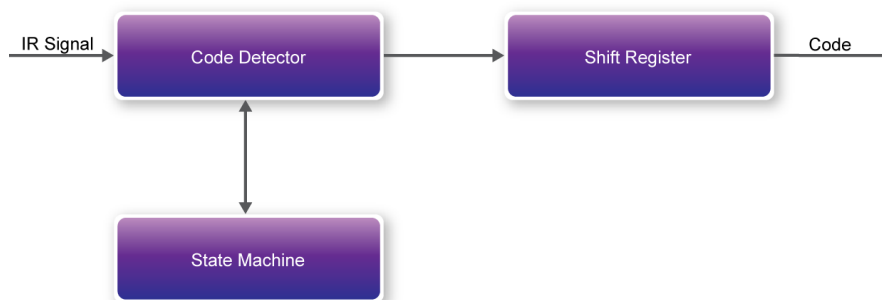 IR Signal
Code Detector
Shift Register
Code
State Machine